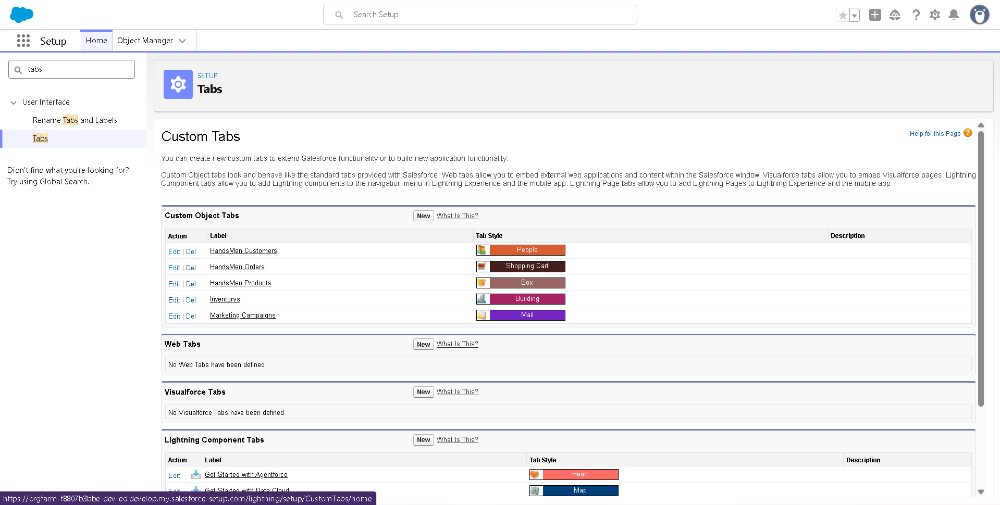 Search Setup
Setup
Home
Object Manager
tabs
User Interface
Rename Tabs and Labels
Tabs
Didn't find what you're looking for?
Try using Global Search.
SETUP
Tabs
Custom Tabs
Help for this Page
You can create new custom tabs to extend Salesforce functionality or to build new application functionality.
Custom Object tabs look and behave like the standard tabs provided with Salesforce. Web tabs allow you to embed external web applications and content within the Salesforce window. Visualforce tabs allow you to embed Visualforce pages. Lightning
Component tabs allow you to add Lightning components to the navigation menu in Lightning Experience and the mobile app. Lightning Page tabs allow you to add Lightning Pages to Lightning Experience and the mobile app.
Custom Object Tabs New What Is This?
Action Label Tab Style Description
Edit | Del HandsMen Customers People
Edit | Del HandsMen Orders Shopping Cart
Edit | Del HandsMen Products Box
Edit | Del Inventorys Building
Edit | Del Marketing Campaigns Mail
Web Tabs New What Is This?
No Web Tabs have been defined
Visualforce Tabs New What Is This?
No Visualforce Tabs have been defined
Lightning Component Tabs New What Is This?
Action Label Tab Style Description
Edit Get Started with Agentforce Heart
Edit Get Started with Data Cloud Map
https://orgfarm-f8807b3bbe-dev-ed.develop.my.salesforce-setup.com/lightning/setup/CustomTabs/home